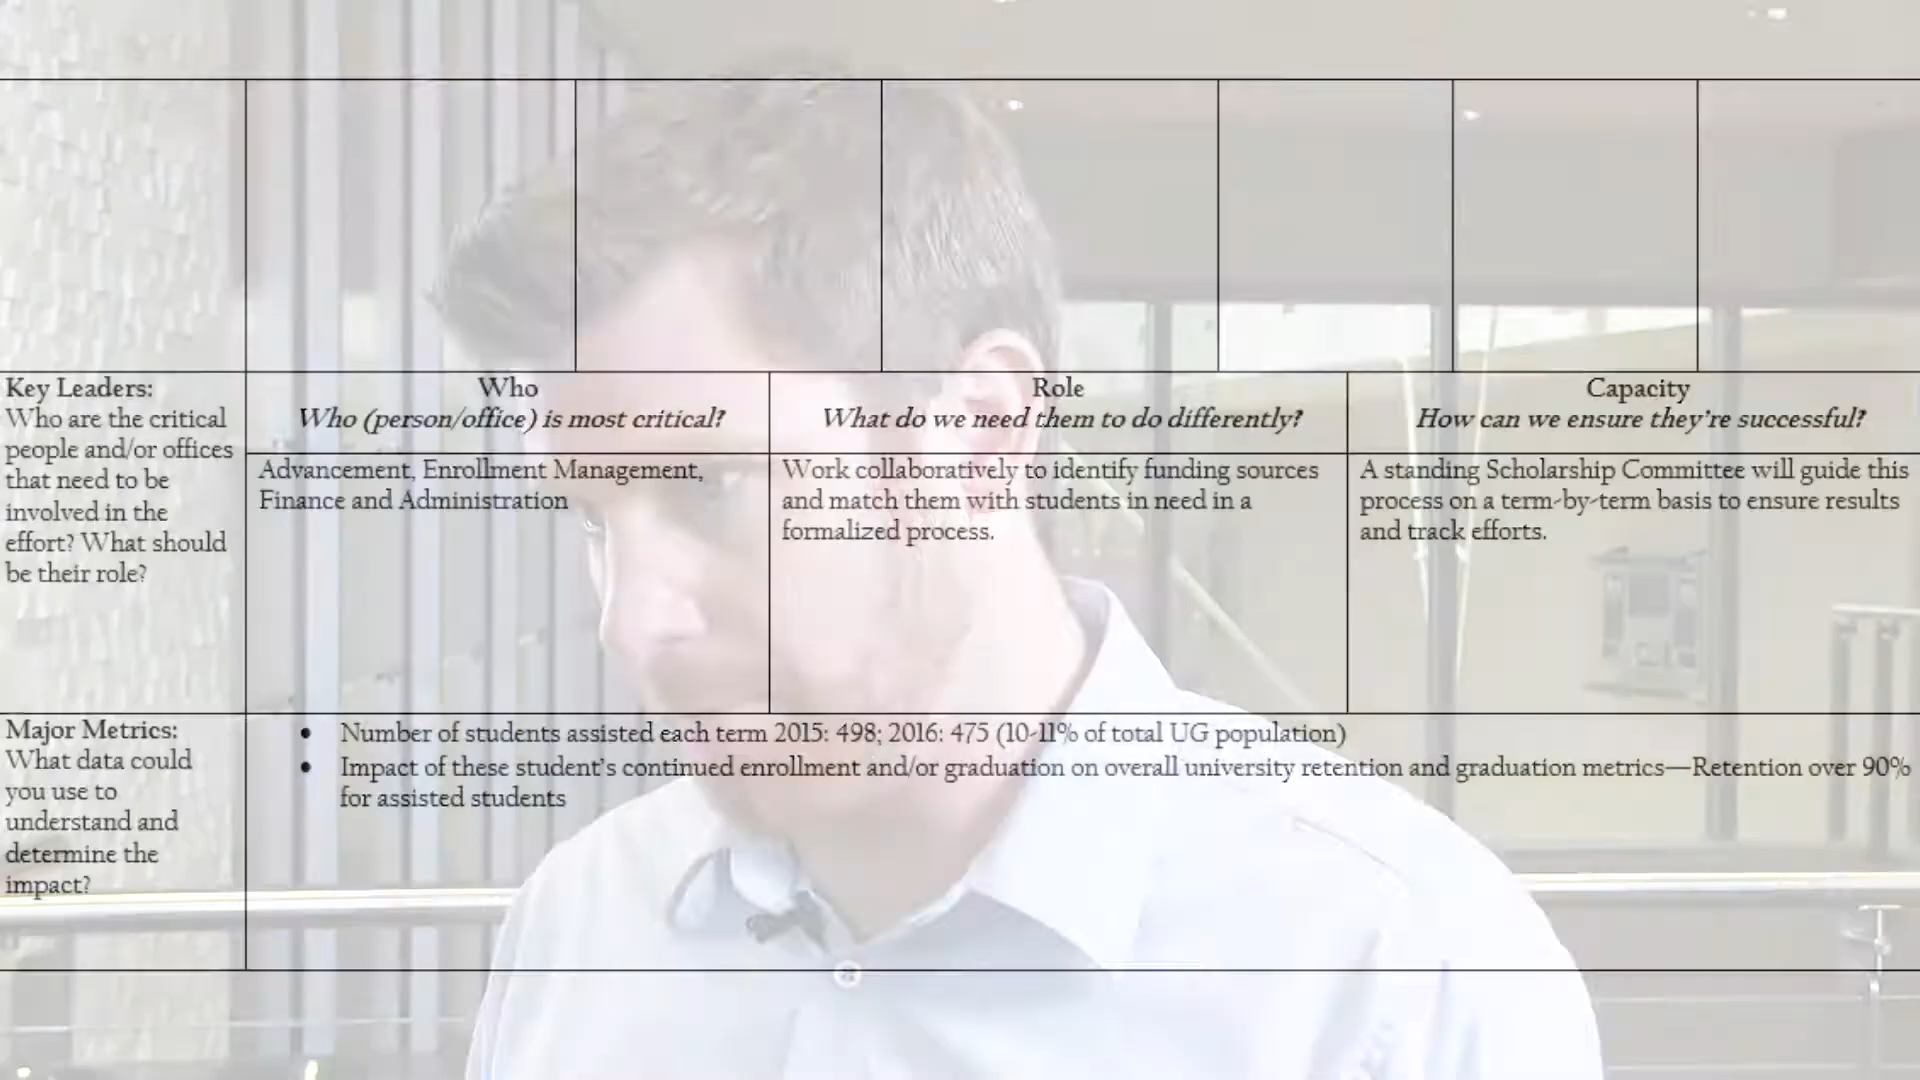 Key Leaders:
Who are the critical
people and/or offices
that need to be
involved in the
effort? What should
be their role?
Who
Who (person/office) is most critical?
Advancement, Enrollment Management,
Finance and Administration
Role
What do we need them to do differently?
Work collaboratively to identify funding sources
and match them with students in need in a
formalized process.
Capacity
How can we ensure they're successful?
A standing Scholarship Committee will guide this
process on a term-by-term basis to ensure results
and track efforts.
Major Metrics:
What data could
you use to
understand and
determine the
impact?
• Number of students assisted each term 2015: 498; 2016: 475 (10-11% of total UG population)
• Impact of these student's continued enrollment and/or graduation on overall university retention and graduation metrics—Retention over 90%
for assisted students